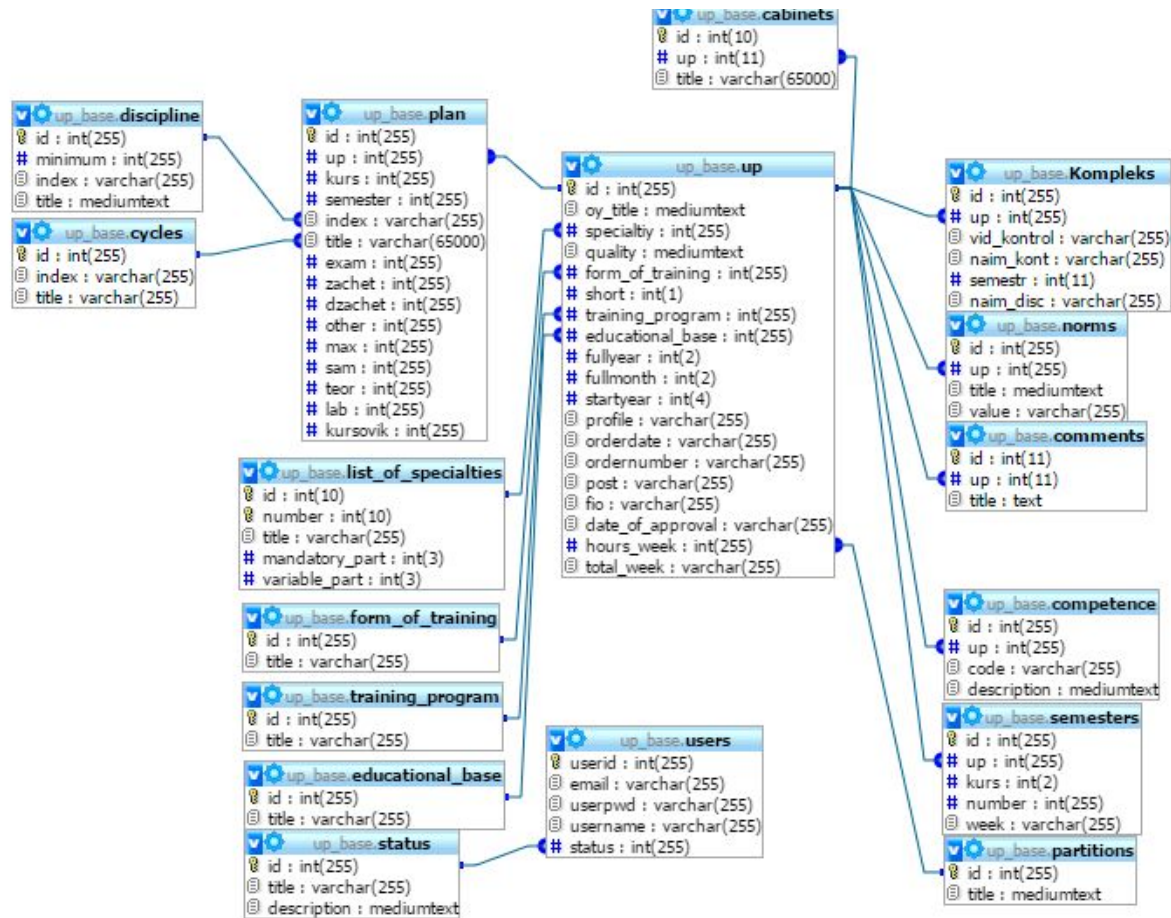 up_base.cabinets
id : int(10)
# up : int(11)
title : varchar(65000)
up_base.discipline
id : int(255)
# minimum : int(255)
index : varchar(255)
title : mediumtext
up_base.cycles
id : int(255)
index : varchar(255)
title : varchar(255)
up_base.plan
id : int(255)
# up : int(255)
# kurs : int(255)
# semester : int(255)
index : varchar(255)
title : varchar(65000)
# exam : int(255)
# zachet : int(255)
# dzachet : int(255)
# other : int(255)
# max : int(255)
# sam : int(255)
# teor : int(255)
# lab : int(255)
# kursovik : int(255)
up_base.up
id : int(255)
oy_title : mediumtext
# specialtiy : int(255)
quality : mediumtext
# form_of_training : int(255)
# short : int(1)
# training_program : int(255)
# educational_base : int(255)
# fullyear : int(2)
# fullmonth : int(2)
# startyear : int(4)
profile : varchar(255)
orderdate : varchar(255)
ordernumber : varchar(255)
post : varchar(255)
fio : varchar(255)
date_of_approval : varchar(255)
# hours_week : int(255)
total_week : varchar(255)
up_base.Kompleks
id : int(255)
# up : int(255)
vid_kontrol : varchar(255)
naim_kont : varchar(255)
# semestr : int(11)
naim_disc : varchar(255)
up_base.norms
id : int(255)
# up : int(255)
title : mediumtext
value : varchar(255)
up_base.comments
id : int(11)
# up : int(11)
title : text
up_base.list_of_specialties
id : int(10)
number : int(10)
title : varchar(255)
# mandatory_part : int(3)
# variable_part : int(3)
up_base.form_of_training
id : int(255)
title : varchar(255)
up_base.training_program
id : int(255)
title : varchar(255)
up_base.educational_base
id : int(255)
title : varchar(255)
up_base.status
id : int(255)
title : varchar(255)
description : mediumtext
up_base.users
userid : int(255)
email : varchar(255)
userpwd : varchar(255)
username : varchar(255)
# status : int(255)
up_base.competence
id : int(255)
# up : int(255)
code : varchar(255)
description : mediumtext
up_base.semesters
id : int(255)
# up : int(255)
# kurs : int(2)
# number : int(255)
week : varchar(255)
up_base.partitions
id : int(255)
title : mediumtext